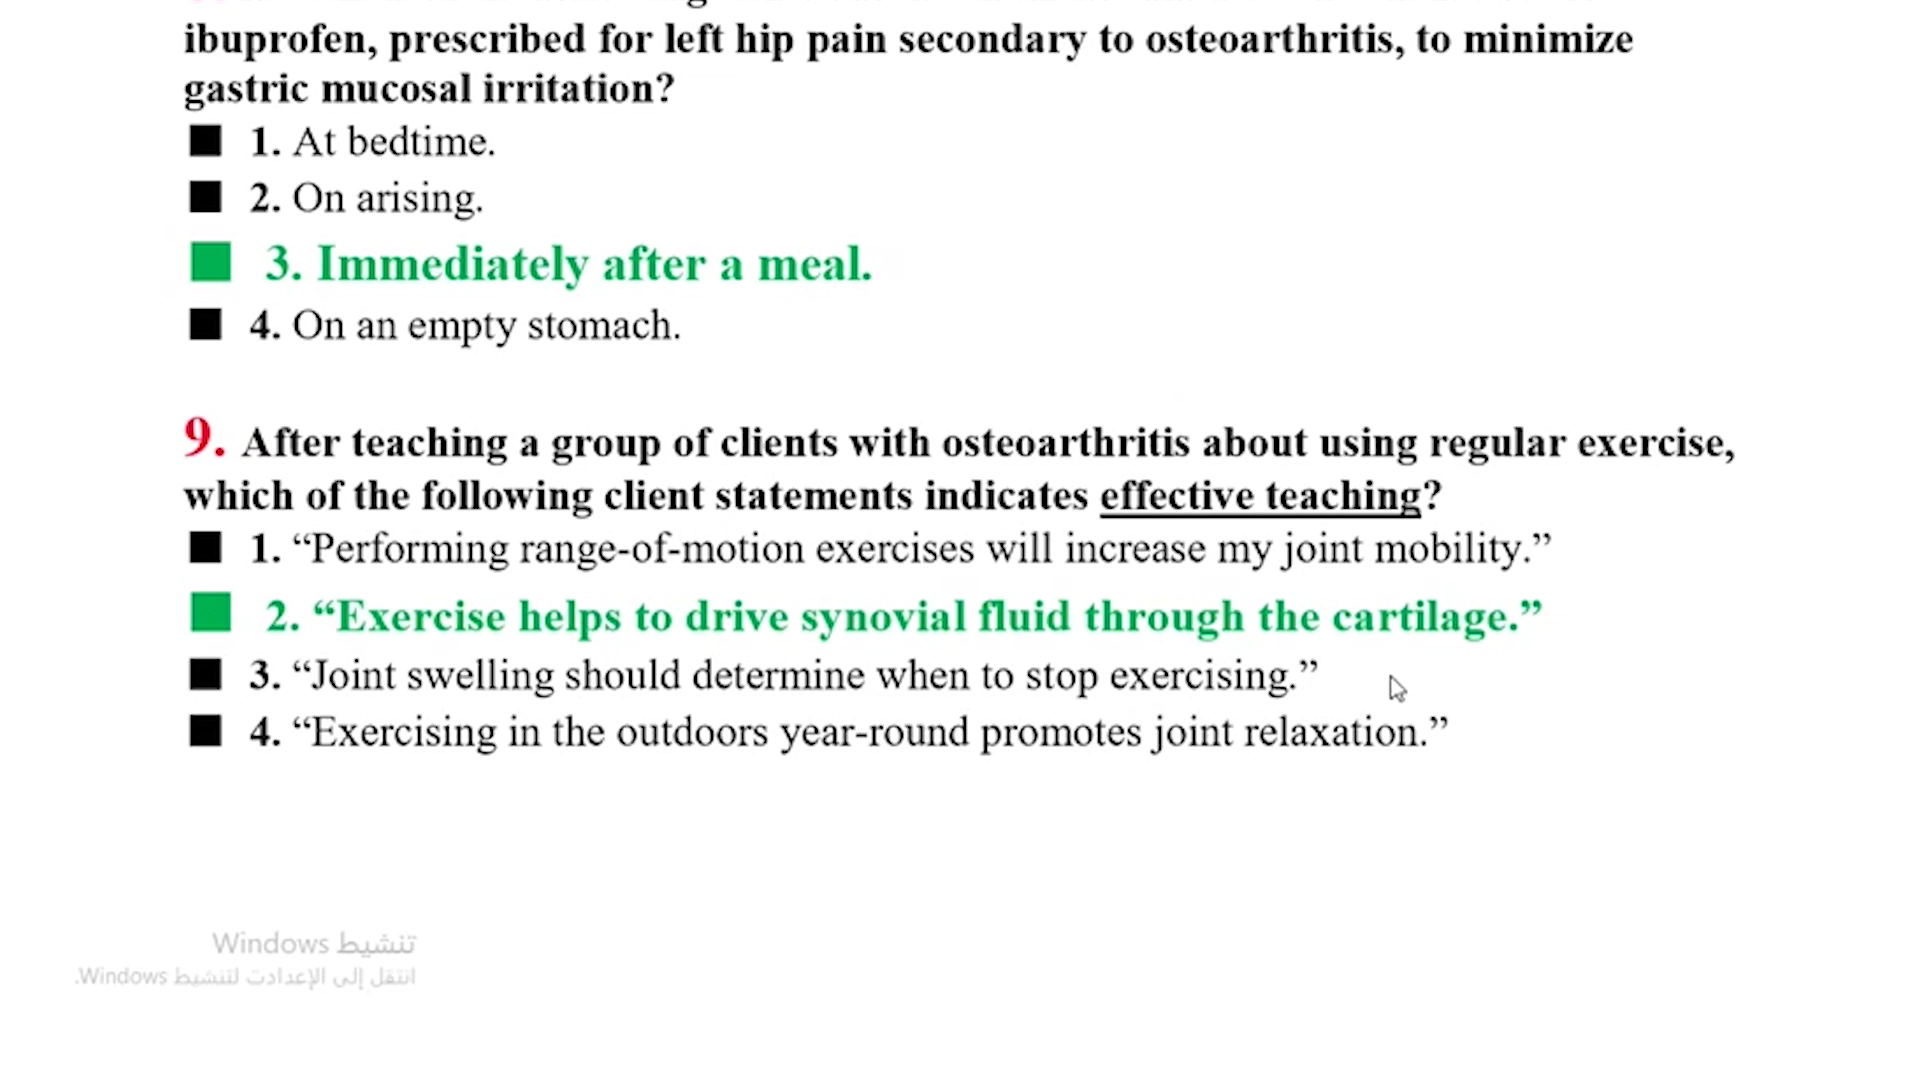 ibuprofen, prescribed for left hip pain secondary to osteoarthritis, to minimize
gastric mucosal irritation?
1. At bedtime.
2. On arising.
3. Immediately after a meal.
4. On an empty stomach.
9. After teaching a group of clients with osteoarthritis about using regular exercise,
which of the following client statements indicates effective teaching?
1. “Performing range-of-motion exercises will increase my joint mobility.”
2. “Exercise helps to drive synovial fluid through the cartilage.”
3. “Joint swelling should determine when to stop exercising.”
4. “Exercising in the outdoors year-round promotes joint relaxation.”
تنشيط Windows
انتقل إلى الإعدادت لتنشيط Windows.